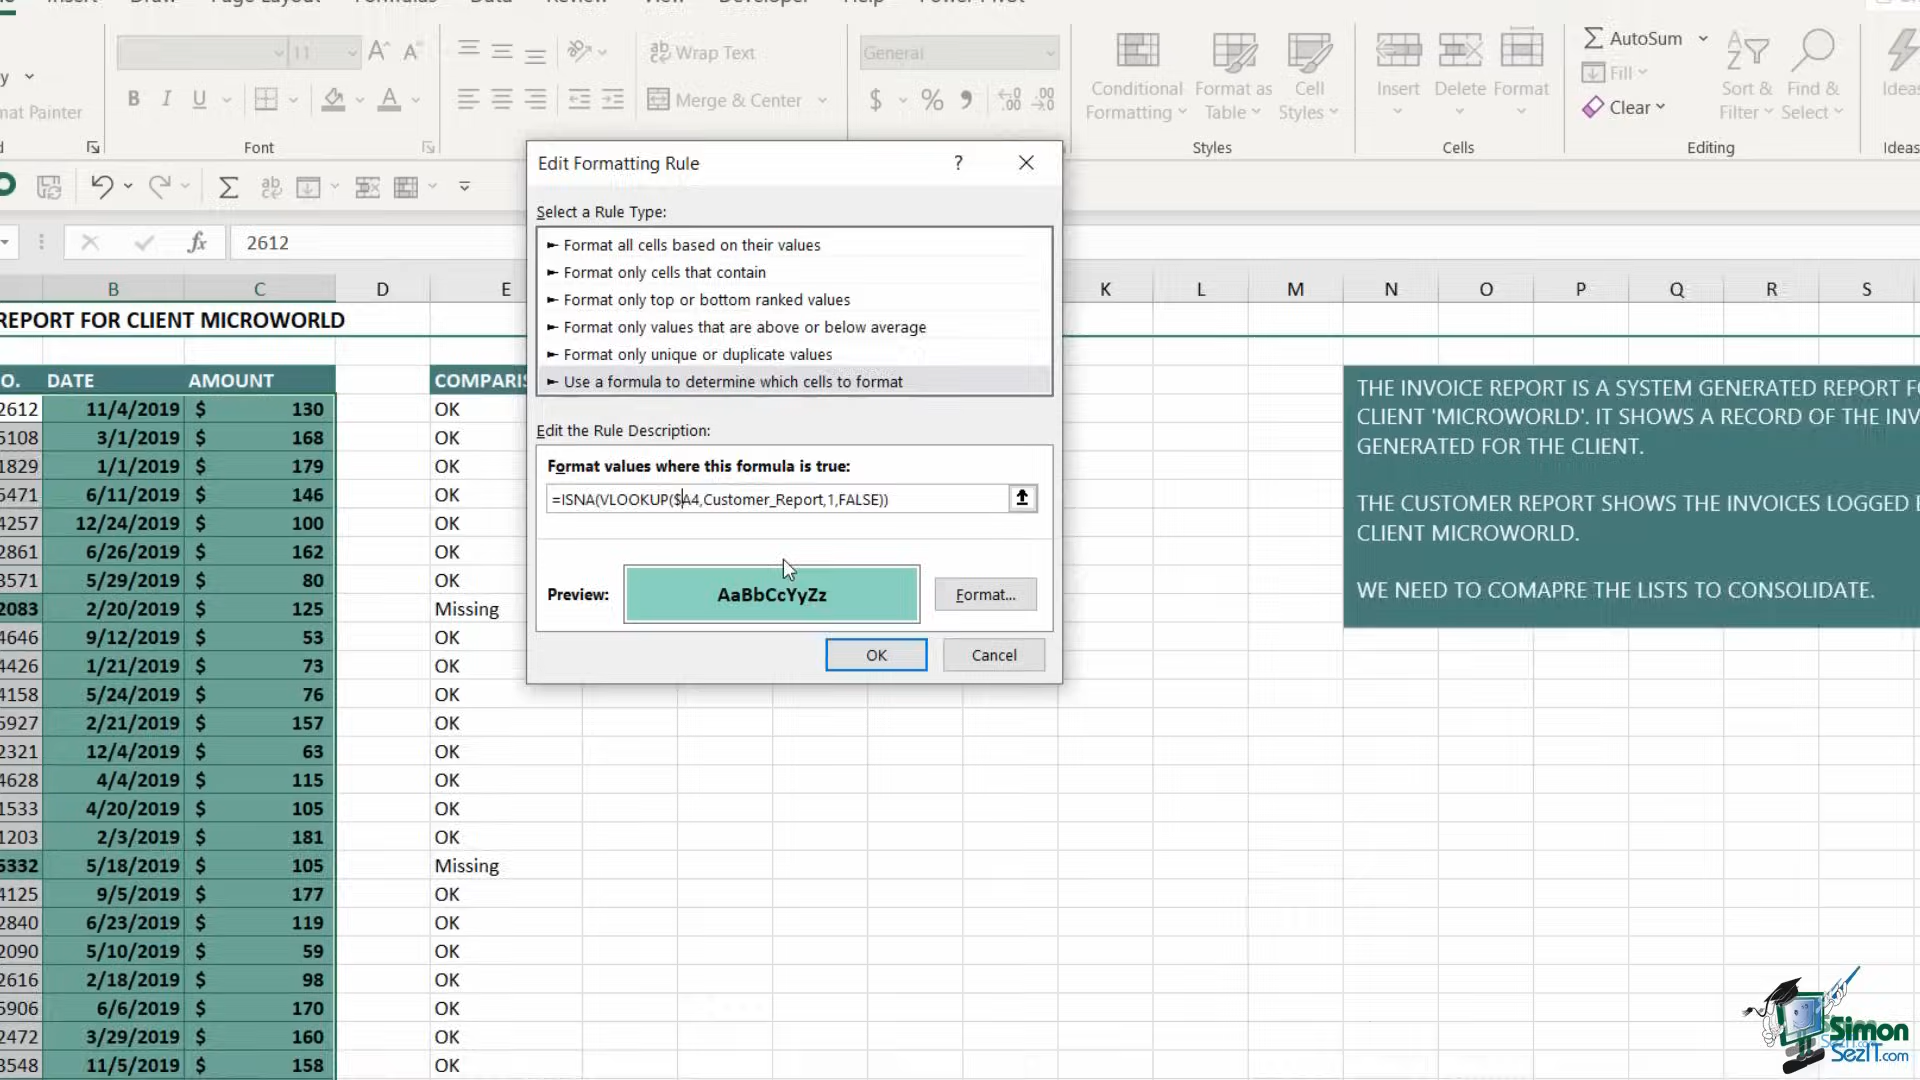 Insert Draw Page Layout Formulas Data Review View Developer Help Power Pivot
11 A A Wrap Text General AutoSum
Conditional Format as Cell Insert Delete Format Fill Sort & Find & Ideas
mat Painter B I U Merge & Center $ % Formatting Table Styles Clear Filter Select
Font Styles Cells Editing Ideas
fx 2612
B C D E K L M N O P Q R S
REPORT FOR CLIENT MICROWORLD
O. DATE AMOUNT COMPARIS
2612 11/4/2019 $ 130 OK
5108 3/1/2019 $ 168 OK
1829 1/1/2019 $ 179 OK
5471 6/11/2019 $ 146 OK
4257 12/24/2019 $ 100 OK
2861 6/26/2019 $ 162 OK
3571 5/29/2019 $ 80 OK
2083 2/20/2019 $ 125 Missing
4646 9/12/2019 $ 53 OK
4426 1/21/2019 $ 73 OK
4158 5/24/2019 $ 76 OK
5927 2/21/2019 $ 157 OK
2321 12/4/2019 $ 63 OK
4628 4/4/2019 $ 115 OK
1533 4/20/2019 $ 105 OK
1203 2/3/2019 $ 181 OK
5332 5/18/2019 $ 105 Missing
4125 9/5/2019 $ 177 OK
2840 6/23/2019 $ 119 OK
2090 5/10/2019 $ 59 OK
2616 2/18/2019 $ 98 OK
5906 6/6/2019 $ 170 OK
2472 3/29/2019 $ 160 OK
3548 11/5/2019 $ 158 OK
Edit Formatting Rule ?
Select a Rule Type:
► Format all cells based on their values
► Format only cells that contain
► Format only top or bottom ranked values
► Format only values that are above or below average
► Format only unique or duplicate values
► Use a formula to determine which cells to format
Edit the Rule Description:
Format values where this formula is true:
=ISNA(VLOOKUP($A4,Customer_Report,1,FALSE))
Preview: AaBbCcYyZz Format...
OK Cancel
THE INVOICE REPORT IS A SYSTEM GENERATED REPORT FO
CLIENT 'MICROWORLD'. IT SHOWS A RECORD OF THE INV
GENERATED FOR THE CLIENT.
THE CUSTOMER REPORT SHOWS THE INVOICES LOGGED B
CLIENT MICROWORLD.
WE NEED TO COMAPRE THE LISTS TO CONSOLIDATE.
Simon
SezIT.com